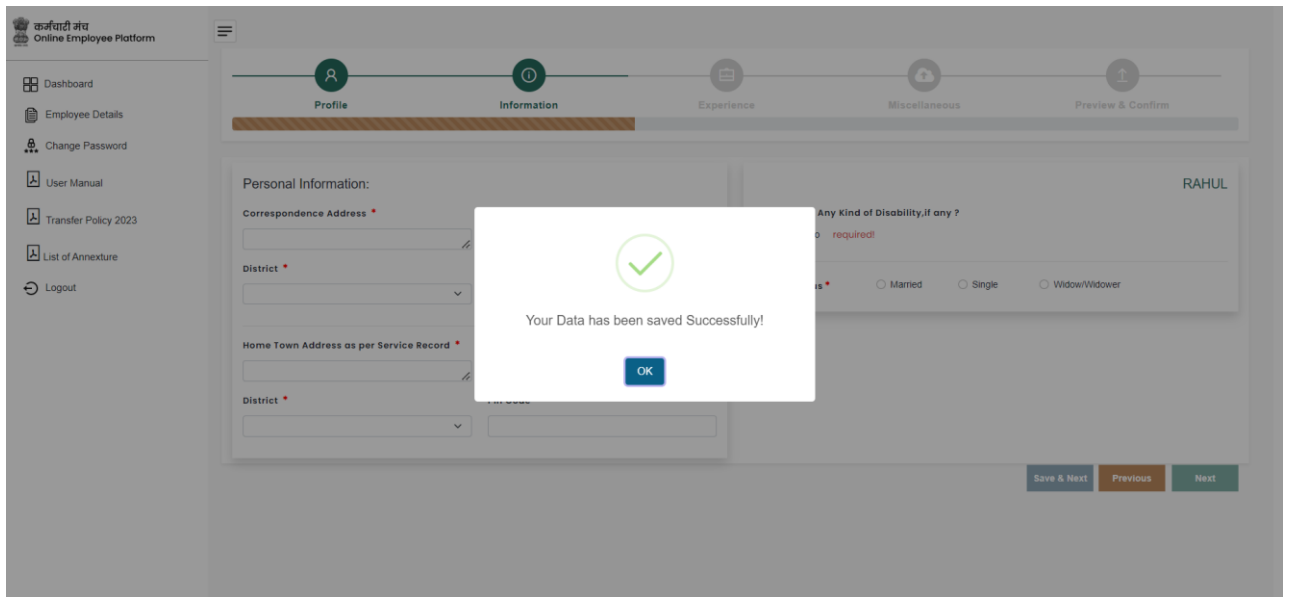 कर्मचारी मंच
Online Employee Platform
Dashboard
Employee Details
Change Password
User Manual
Transfer Policy 2023
List of Annexture
Logout
Profile
Information
Experience
Miscellaneous
Preview & Confirm
Personal Information:
RAHUL
Correspondence Address *
District *
Home Town Address as per Service Record *
District *
Any Kind of Disability,if any ?
required!
*
Married
Single
Widow/Widower
Your Data has been saved Successfully!
OK
Save & Next
Previous
Next